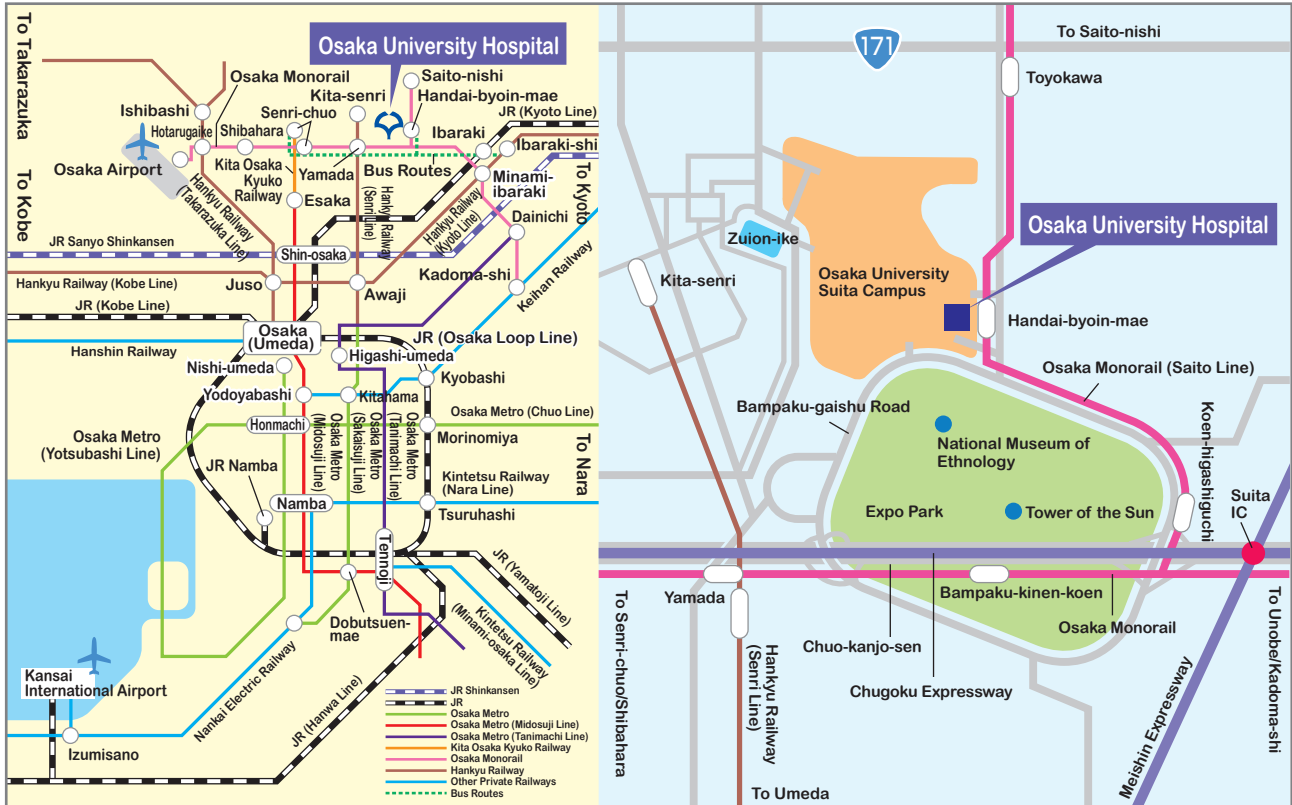 To Takarazuka
Osaka University Hospital
Osaka Monorail
Saito-nishi
Kita-senri
Handai-byoin-mae
Ishibashi
Senri-chuo
JR (Kyoto Line)
Hotarugaike
Shibahara
Ibaraki
Ibaraki-shi
Osaka Airport
Kita Osaka
Kyuko
Railway
Yamada
Bus Routes
Minami-
ibaraki
To Kobe
Hankyu Railway
(Takarazuka Line)
Esaka
Hankyu Railway
(Senri Line)
Hankyu Railway
(Kyoto Line)
Dainichi
To Kyoto
JR Sanyo Shinkansen
Shin-osaka
Kadoma-shi
Keihan Railway
Hankyu Railway (Kobe Line)
Juso
Awaji
JR (Kobe Line)
Osaka
(Umeda)
JR (Osaka Loop Line)
Hanshin Railway
Higashi-umeda
Nishi-umeda
Kyobashi
Yodoyabashi
Kitahama
Osaka Metro (Chuo Line)
Honmachi
Osaka Metro
(Midosuji Line)
Osaka Metro
(Sakaisuji Line)
Osaka Metro
(Tanimachi Line)
Morinomiya
Osaka Metro
(Yotsubashi Line)
To Nara
JR Namba
Kintetsu Railway
(Nara Line)
Namba
Tsuruhashi
Tennoji
JR (Yamatoji Line)
Dobutsuen-
mae
Kintetsu Railway
(Minami-osaka Line)
Kansai
International Airport
Nankai Electric Railway
JR (Hanwa Line)
Izumisano
JR Shinkansen
JR
Osaka Metro
Osaka Metro (Midosuji Line)
Osaka Metro (Tanimachi Line)
Kita Osaka Kyuko Railway
Osaka Monorail
Hankyu Railway
Other Private Railways
Bus Routes
171
To Saito-nishi
Toyokawa
Osaka University Hospital
Zuion-ike
Kita-senri
Osaka University
Suita Campus
Handai-byoin-mae
Osaka Monorail (Saito Line)
Bampaku-gaishu Road
Koen-higashiguchi
National Museum of
Ethnology
Expo Park
Tower of the Sun
Suita
IC
Yamada
Bampaku-kinen-koen
Osaka Monorail
To Senri-chuo/Shibahara
Chuo-kanjo-sen
To Unobe/Kadoma-shi
Hankyu Railway
(Senri Line)
Chugoku Expressway
Meishin Expressway
To Umeda